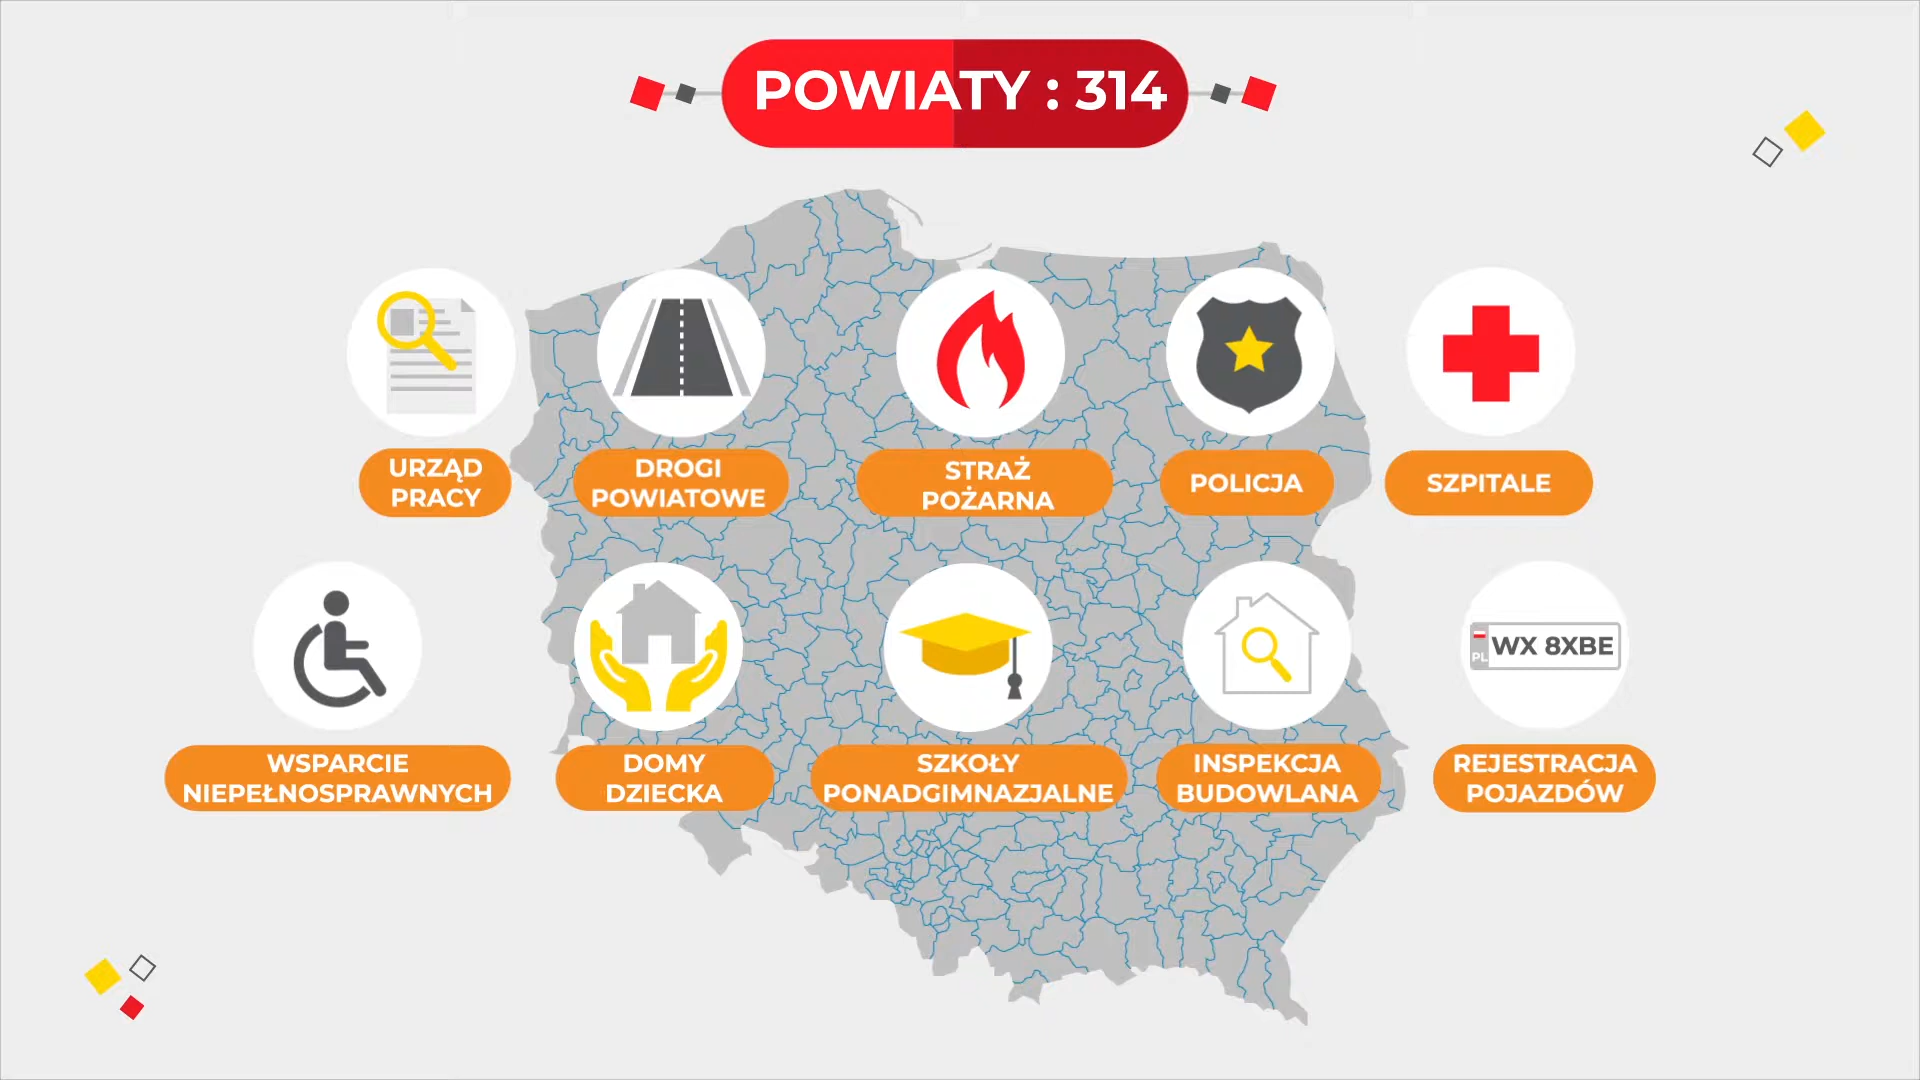 POWIATY : 314
URZĄD
PRACY
DROGI
POWIATOWE
STRAŻ
POŻARNA
POLICJA
SZPITALE
PL WX 8XBE
WSPARCIE
NIEPEŁNOSPRAWNYCH
DOMY
DZIECKA
SZKOŁY
PONADGIMNAZJALNE
INSPEKCJA
BUDOWLANA
REJESTRACJA
POJAZDÓW